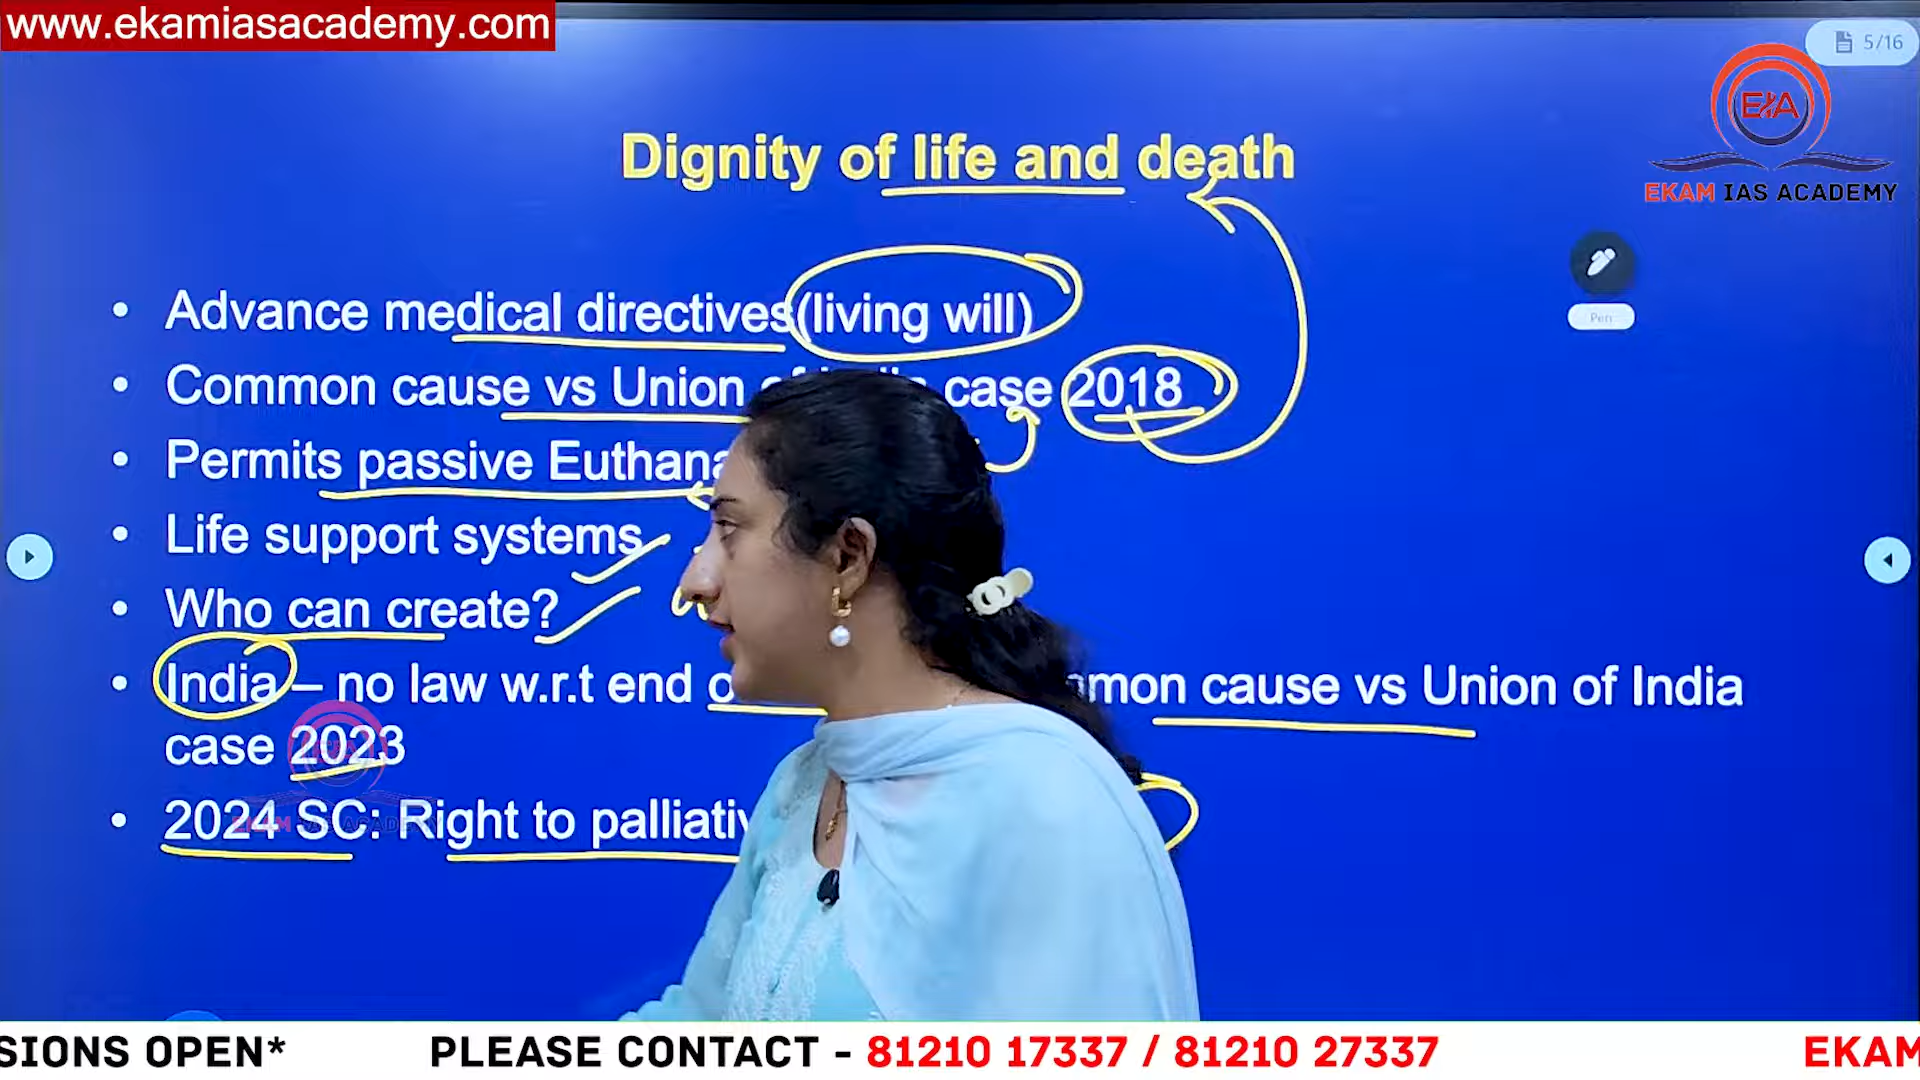 www.ekamiasacademy.com
5/16
EKAM IAS ACADEMY
Dignity of life and death
Pen
• Advance medical directives(living will)
• Common cause vs Union case 2018
• Permits passive
• Life support systems
• Who can create?
• India – no law w.r.t end cause vs Union of India
case 2023
• 2024 SC: Right to
SIONS OPEN* PLEASE CONTACT - 81210 17337 / 81210 27337 EKAM